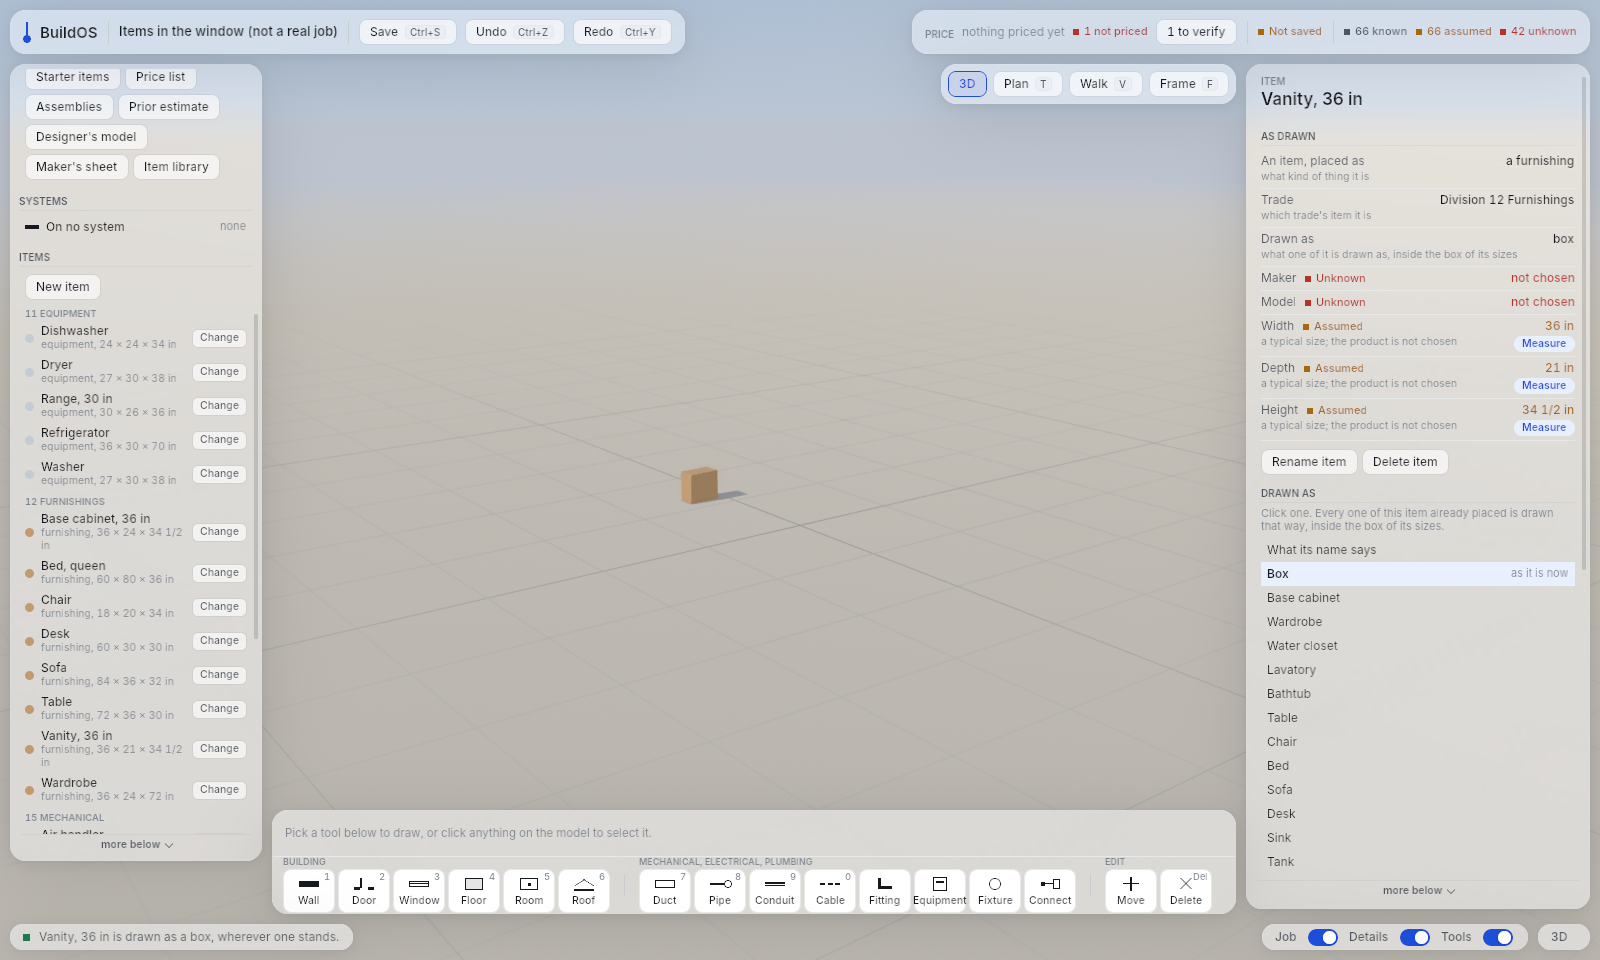 BuildOS
Items in the window (not a real job)
Save Ctrl+S
Undo Ctrl+Z
Redo Ctrl+Y
PRICE nothing priced yet 1 not priced 1 to verify Not saved 66 known 66 assumed 42 unknown
3D
Plan T
Walk V
Frame F
Starter items
Price list
Assemblies
Prior estimate
Designer's model
Maker's sheet
Item library
SYSTEMS
On no system none
ITEMS
New item
11 EQUIPMENT
Dishwasher
equipment, 24 × 24 × 34 in
Change
Dryer
equipment, 27 × 30 × 38 in
Change
Range, 30 in
equipment, 30 × 26 × 36 in
Change
Refrigerator
equipment, 36 × 30 × 70 in
Change
Washer
equipment, 27 × 30 × 38 in
Change
12 FURNISHINGS
Base cabinet, 36 in
furnishing, 36 × 24 × 34 1/2
in
Change
Bed, queen
furnishing, 60 × 80 × 36 in
Change
Chair
furnishing, 18 × 20 × 34 in
Change
Desk
furnishing, 60 × 30 × 30 in
Change
Sofa
furnishing, 84 × 36 × 32 in
Change
Table
furnishing, 72 × 36 × 30 in
Change
Vanity, 36 in
furnishing, 36 × 21 × 34 1/2
in
Change
Wardrobe
furnishing, 36 × 24 × 72 in
Change
15 MECHANICAL
Air handler
more below
ITEM
Vanity, 36 in
AS DRAWN
An item, placed as a furnishing
what kind of thing it is
Trade Division 12 Furnishings
which trade's item it is
Drawn as box
what one of it is drawn as, inside the box of its sizes
Maker Unknown not chosen
Model Unknown not chosen
Width Assumed 36 in
a typical size; the product is not chosen Measure
Depth Assumed 21 in
a typical size; the product is not chosen Measure
Height Assumed 34 1/2 in
a typical size; the product is not chosen Measure
Rename item
Delete item
DRAWN AS
Click one. Every one of this item already placed is drawn
that way, inside the box of its sizes.
What its name says
Box as it is now
Base cabinet
Wardrobe
Water closet
Lavatory
Bathtub
Table
Chair
Bed
Sofa
Desk
Sink
Tank
more below
Pick a tool below to draw, or click anything on the model to select it.
BUILDING
1 Wall
2 Door
3 Window
4 Floor
5 Room
6 Roof
MECHANICAL, ELECTRICAL, PLUMBING
7 Duct
8 Pipe
9 Conduit
0 Cable
Fitting
Equipment
Fixture
Connect
EDIT
Move
Del Delete
Vanity, 36 in is drawn as a box, wherever one stands.
Job
Details
Tools
3D